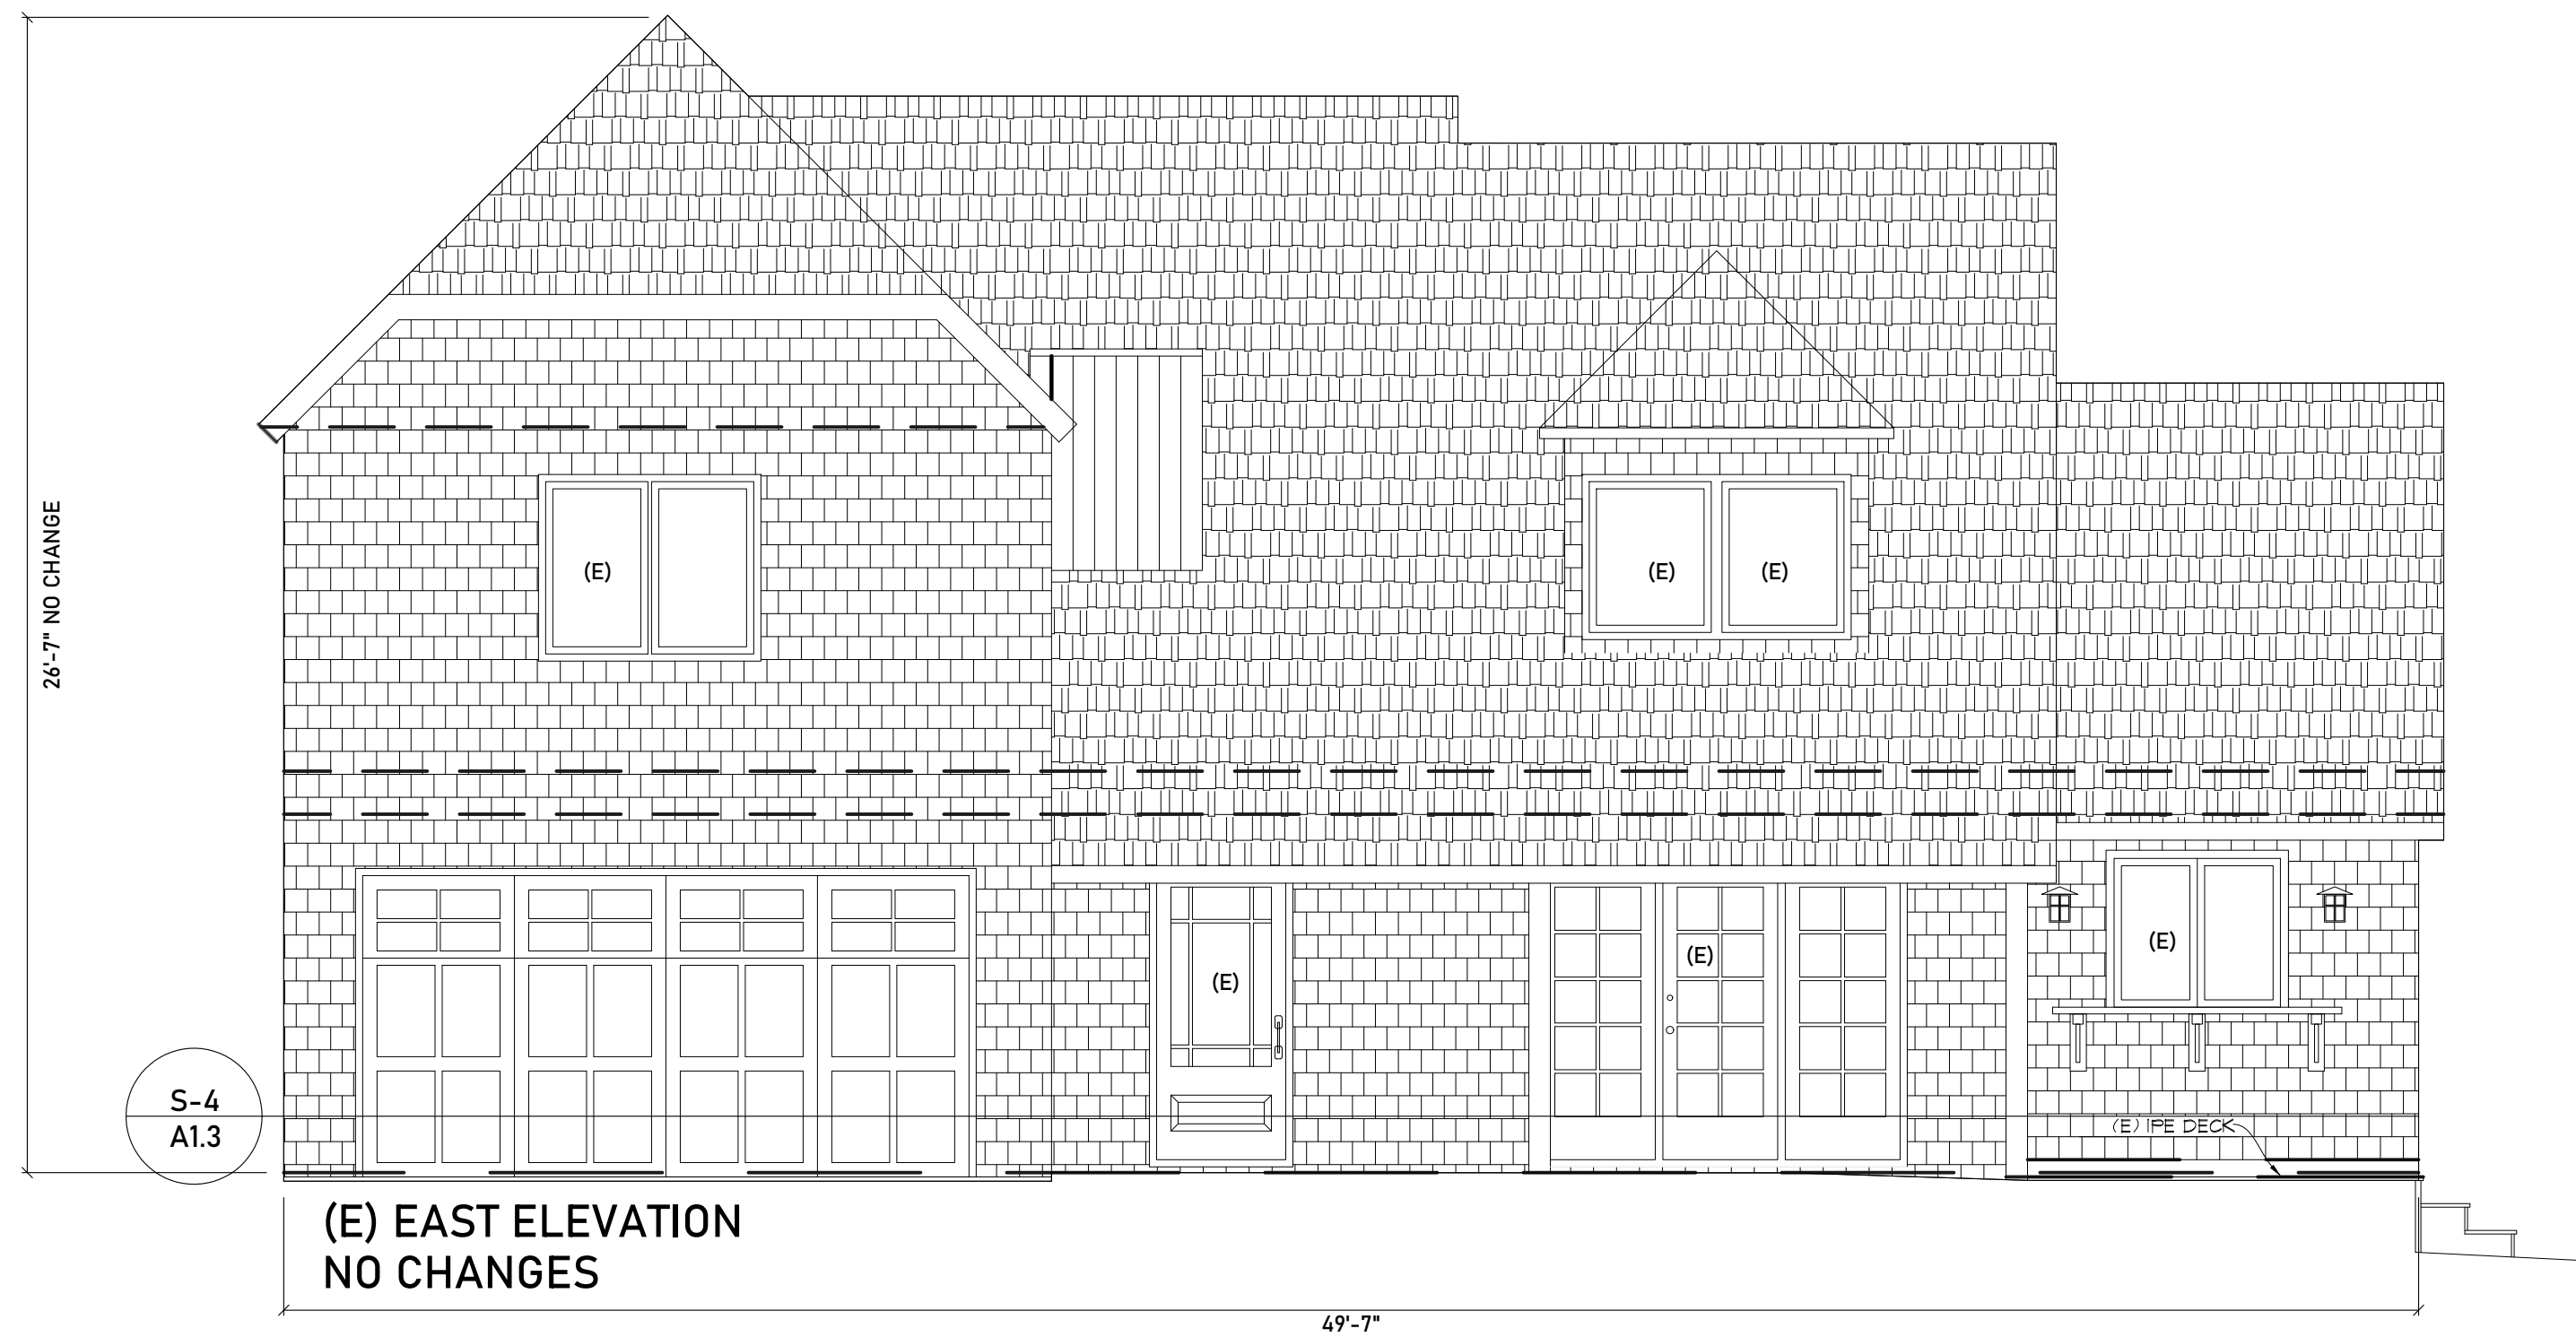 26'-7" NO CHANGE
(E)
(E)
(E)
(E)
(E)
(E)
S-4
A1.3
(E) IPE DECK
(E) EAST ELEVATION
NO CHANGES
49'-7"